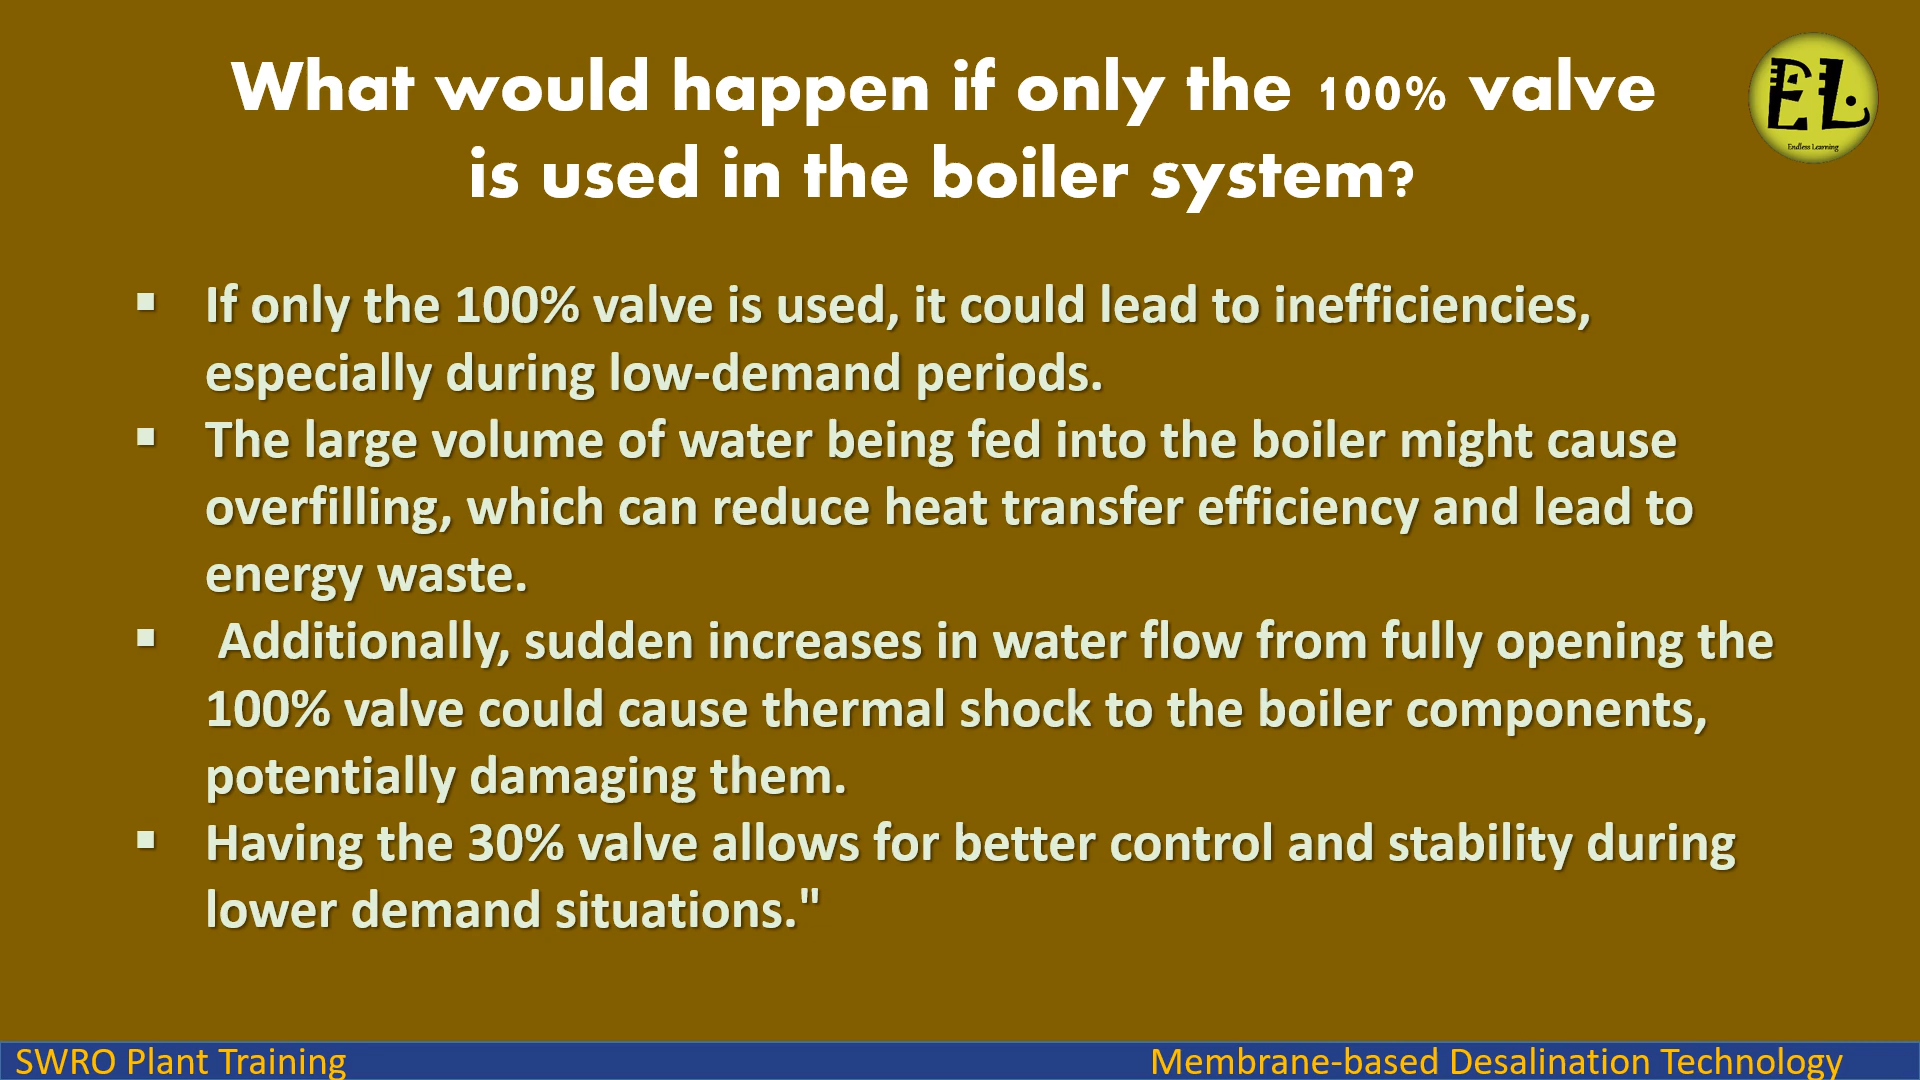 What would happen if only the 100% valve
is used in the boiler system?
EL
Endless Learning
▪ If only the 100% valve is used, it could lead to inefficiencies,
especially during low-demand periods.
▪ The large volume of water being fed into the boiler might cause
overfilling, which can reduce heat transfer efficiency and lead to
energy waste.
▪ Additionally, sudden increases in water flow from fully opening the
100% valve could cause thermal shock to the boiler components,
potentially damaging them.
▪ Having the 30% valve allows for better control and stability during
lower demand situations."
SWRO Plant Training
Membrane-based Desalination Technology